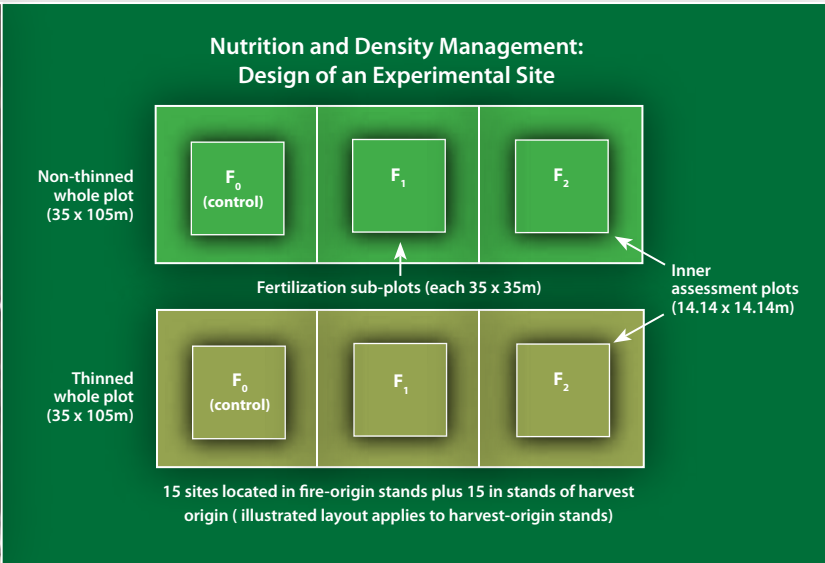 Nutrition and Density Management:
Design of an Experimental Site
Non-thinned
whole plot
(35 x 105m)
F₀
(control)
F₁
F₂
Fertilization sub-plots (each 35 x 35m)
Inner
assessment plots
(14.14 x 14.14m)
Thinned
whole plot
(35 x 105m)
F₀
(control)
F₁
F₂
15 sites located in fire-origin stands plus 15 in stands of harvest
origin ( illustrated layout applies to harvest-origin stands)